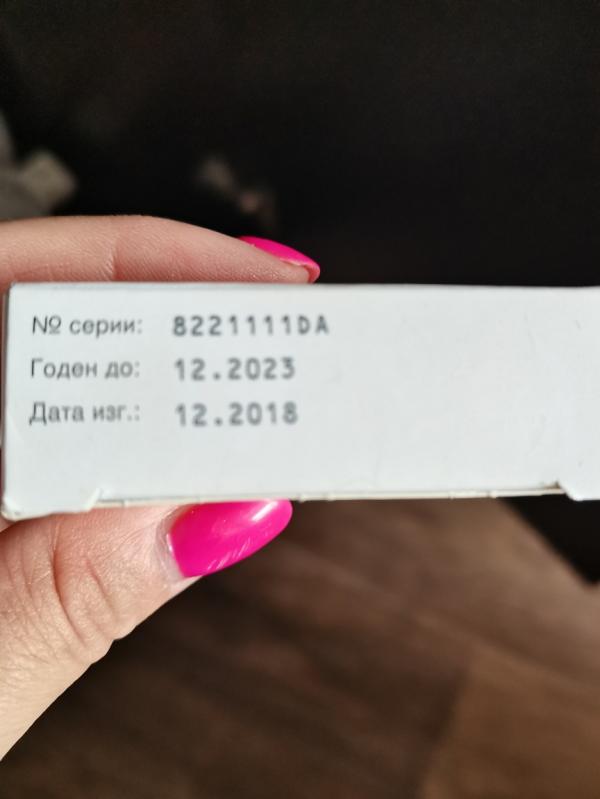 № серии: 8221111DA
Годен до: 12.2023
Дата изг.: 12.2018